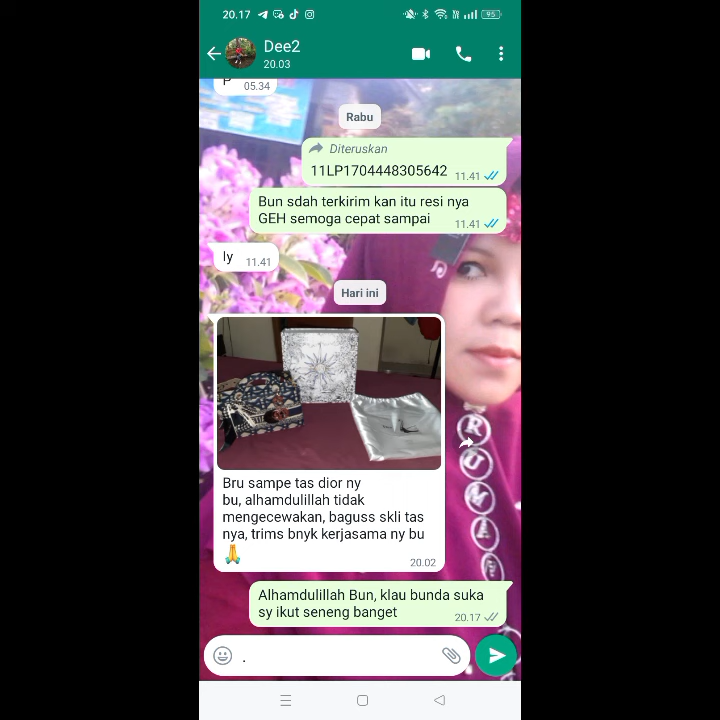 20.17
95
Dee2
20.03
P 05.34
Rabu
Diteruskan
11LP1704448305642 11.41
Bun sdah terkirim kan itu resi nya
GEH semoga cepat sampai 11.41
Iy 11.41
Hari ini
Bru sampe tas dior ny
bu, alhamdulillah tidak
mengecewakan, baguss skli tas
nya, trims bnyk kerjasama ny bu
🙏
20.02
Alhamdulillah Bun, klau bunda suka
sy ikut seneng banget 20.17
.